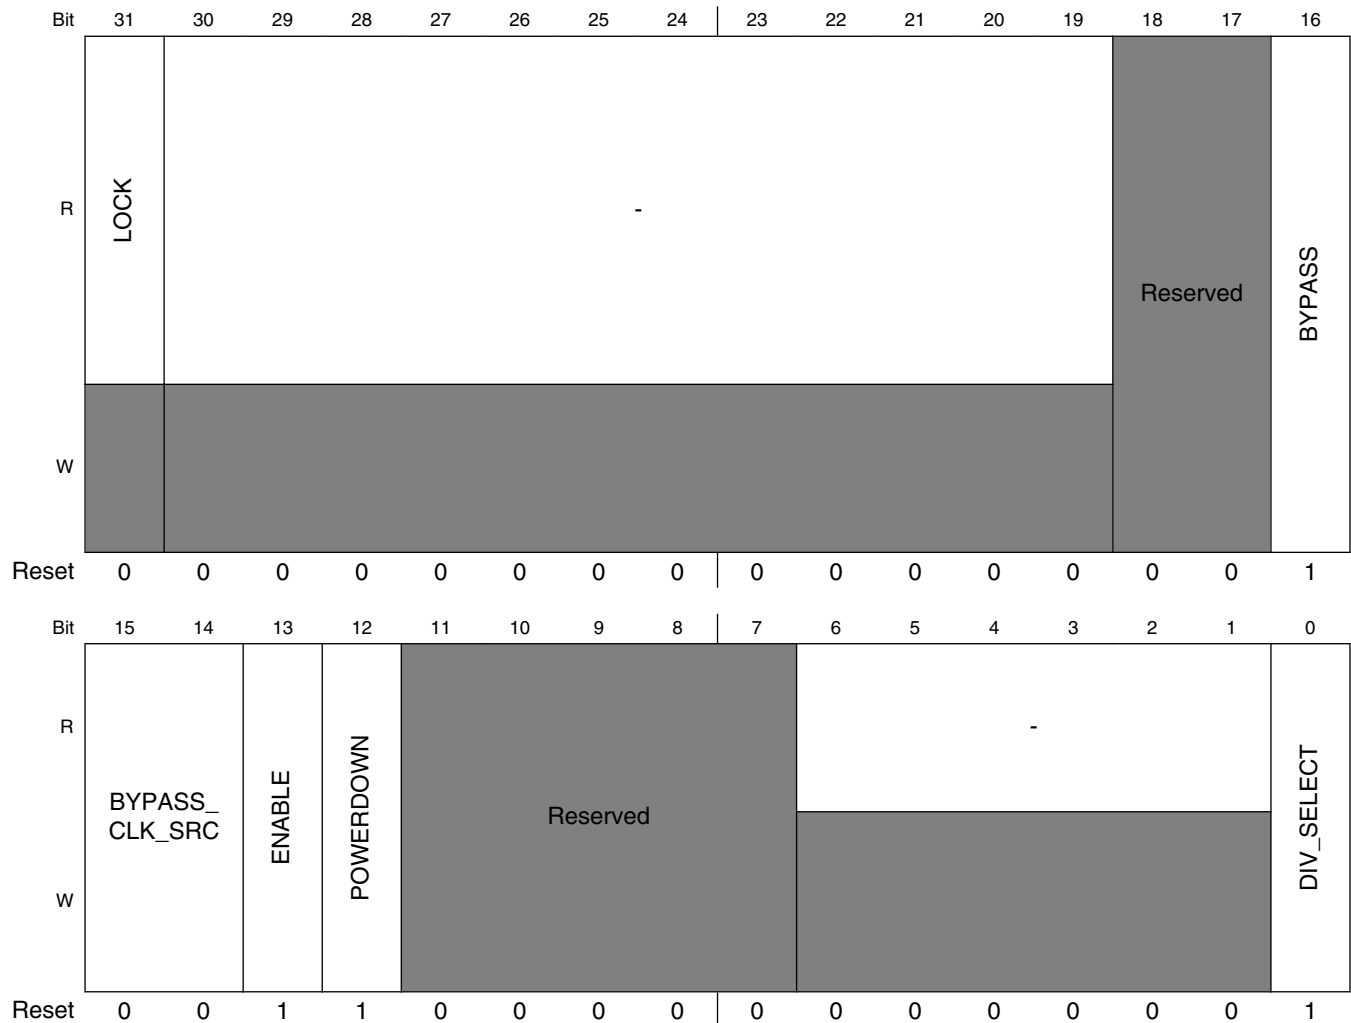 Bit 31 30 29 28 27 26 25 24 23 22 21 20 19 18 17 16
R LOCK - Reserved BYPASS
W
Reset 0 0 0 0 0 0 0 0 0 0 0 0 0 0 0 1
Bit 15 14 13 12 11 10 9 8 7 6 5 4 3 2 1 0
R -
BYPASS_
CLK_SRC
ENABLE
POWERDOWN
Reserved
DIV_SELECT
W
Reset 0 0 1 1 0 0 0 0 0 0 0 0 0 0 0 1